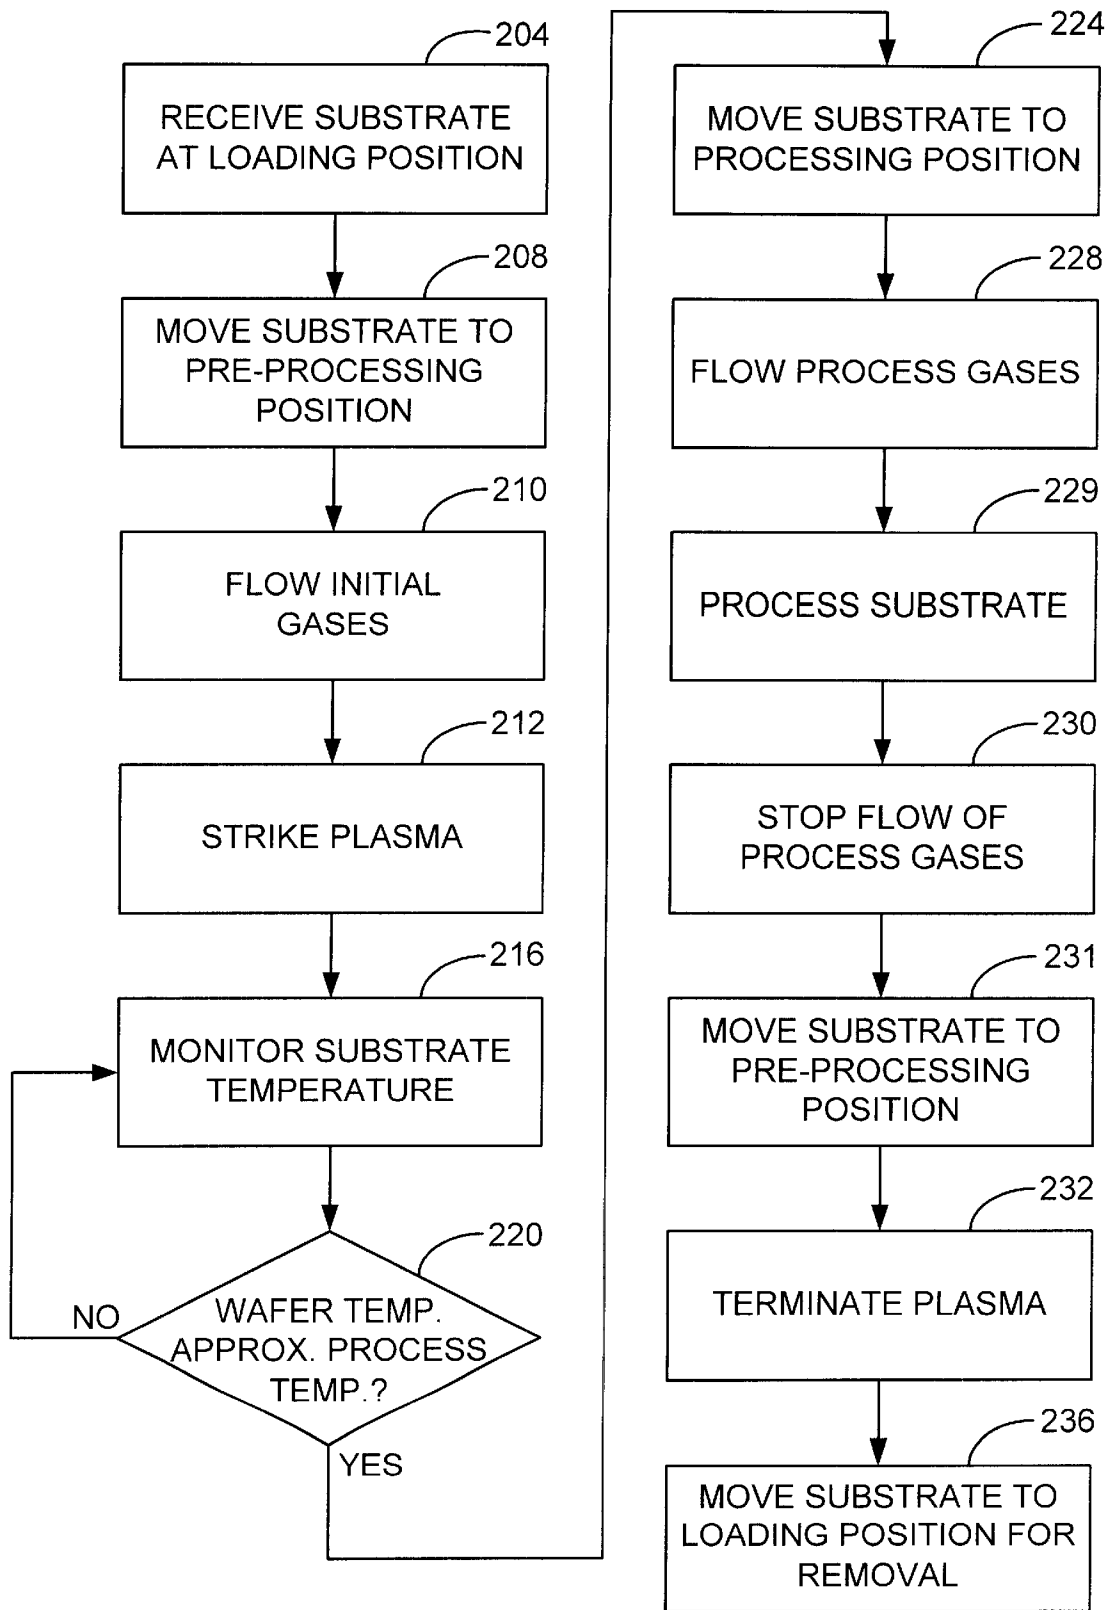 204
RECEIVE SUBSTRATE
AT LOADING POSITION
208
MOVE SUBSTRATE TO
PRE-PROCESSING
POSITION
210
FLOW INITIAL
GASES
212
STRIKE PLASMA
216
MONITOR SUBSTRATE
TEMPERATURE
220
WAFER TEMP.
APPROX. PROCESS
TEMP.?
NO
YES
224
MOVE SUBSTRATE TO
PROCESSING POSITION
228
FLOW PROCESS GASES
229
PROCESS SUBSTRATE
230
STOP FLOW OF
PROCESS GASES
231
MOVE SUBSTRATE TO
PRE-PROCESSING
POSITION
232
TERMINATE PLASMA
236
MOVE SUBSTRATE TO
LOADING POSITION FOR
REMOVAL